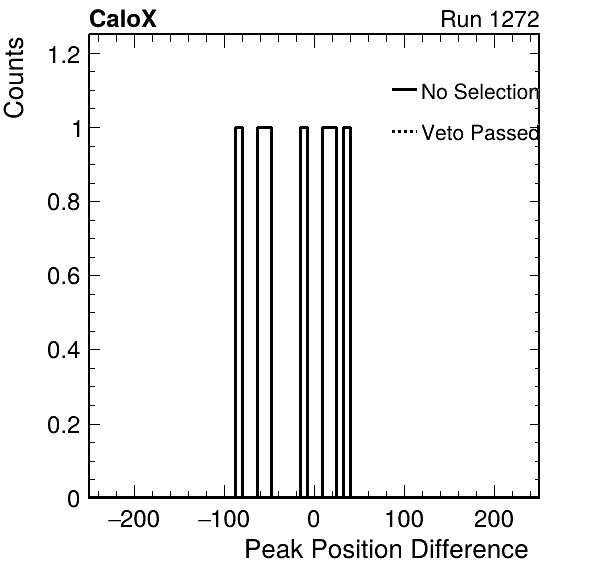 CaloX Run 1272
Counts
1.2
1
0.8
0.6
0.4
0.2
0
No Selection
Veto Passed
−200 −100 0 100 200
Peak Position Difference